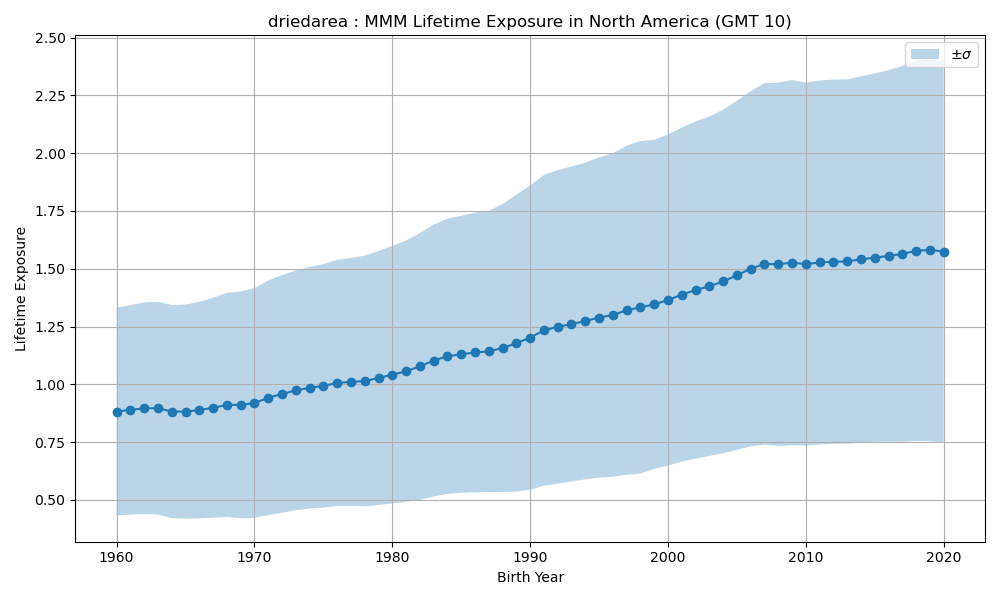 driedarea : MMM Lifetime Exposure in North America (GMT 10)
±σ
2.50
2.25
2.00
1.75
1.50
1.25
1.00
0.75
0.50
Lifetime Exposure
1960 1970 1980 1990 2000 2010 2020
Birth Year